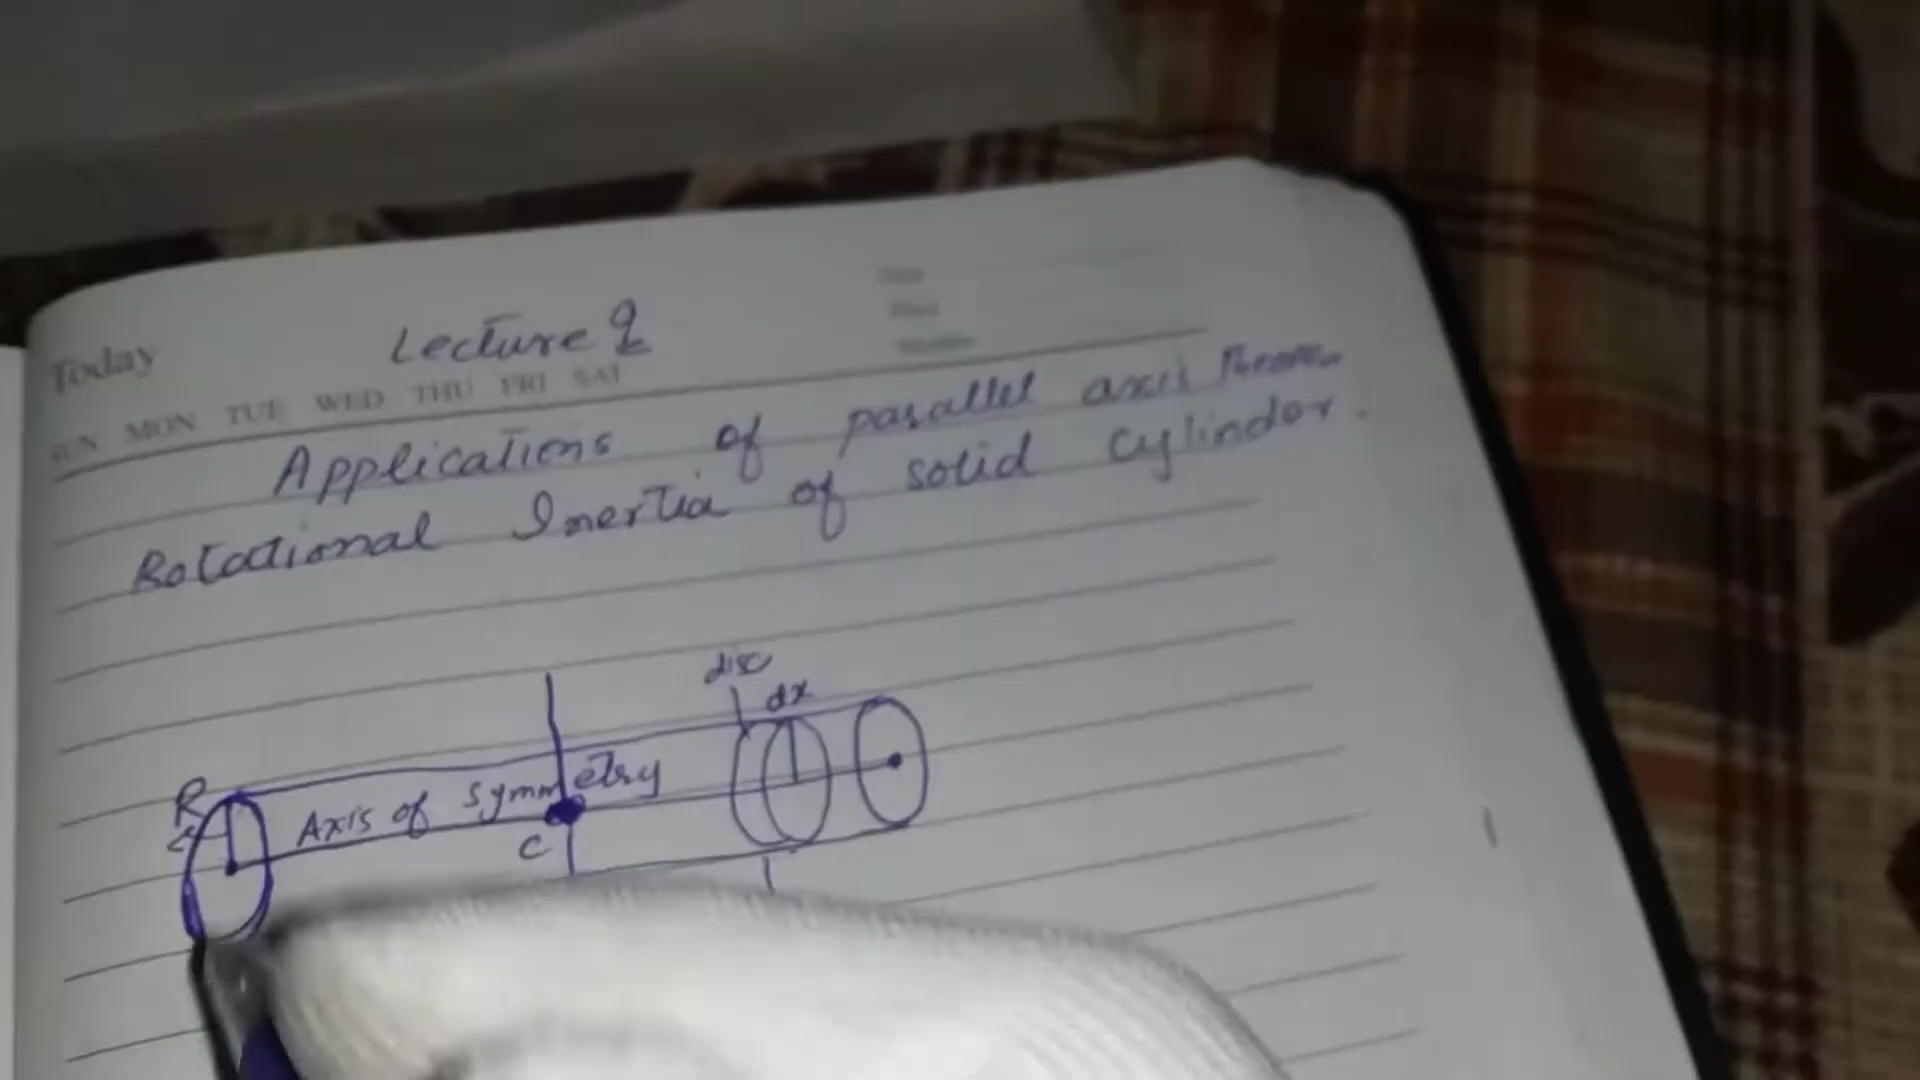 Today
Lecture 9
SUN MON TUE WED THU FRI SAT
Applications of parallel axis Theorem
Rotational Inertia of solid cylinder.
disc
dx
R
Axis of symmetry
C